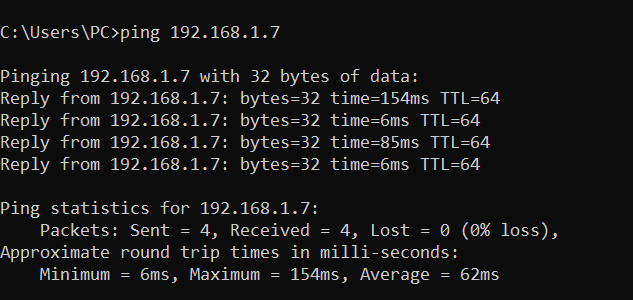 C:\Users\PC>ping 192.168.1.7
Pinging 192.168.1.7 with 32 bytes of data:
Reply from 192.168.1.7: bytes=32 time=154ms TTL=64
Reply from 192.168.1.7: bytes=32 time=6ms TTL=64
Reply from 192.168.1.7: bytes=32 time=85ms TTL=64
Reply from 192.168.1.7: bytes=32 time=6ms TTL=64
Ping statistics for 192.168.1.7:
    Packets: Sent = 4, Received = 4, Lost = 0 (0% loss),
Approximate round trip times in milli-seconds:
    Minimum = 6ms, Maximum = 154ms, Average = 62ms